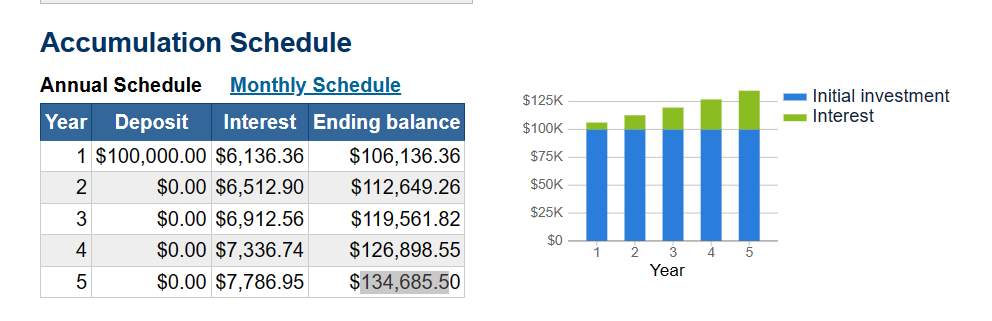 Accumulation Schedule
Annual Schedule Monthly Schedule
Year Deposit Interest Ending balance
1 $100,000.00 $6,136.36 $106,136.36
2 $0.00 $6,512.90 $112,649.26
3 $0.00 $6,912.56 $119,561.82
4 $0.00 $7,336.74 $126,898.55
5 $0.00 $7,786.95 $134,685.50
$125K
$100K
$75K
$50K
$25K
$0
1 2 3 4 5
Year
Initial investment
Interest